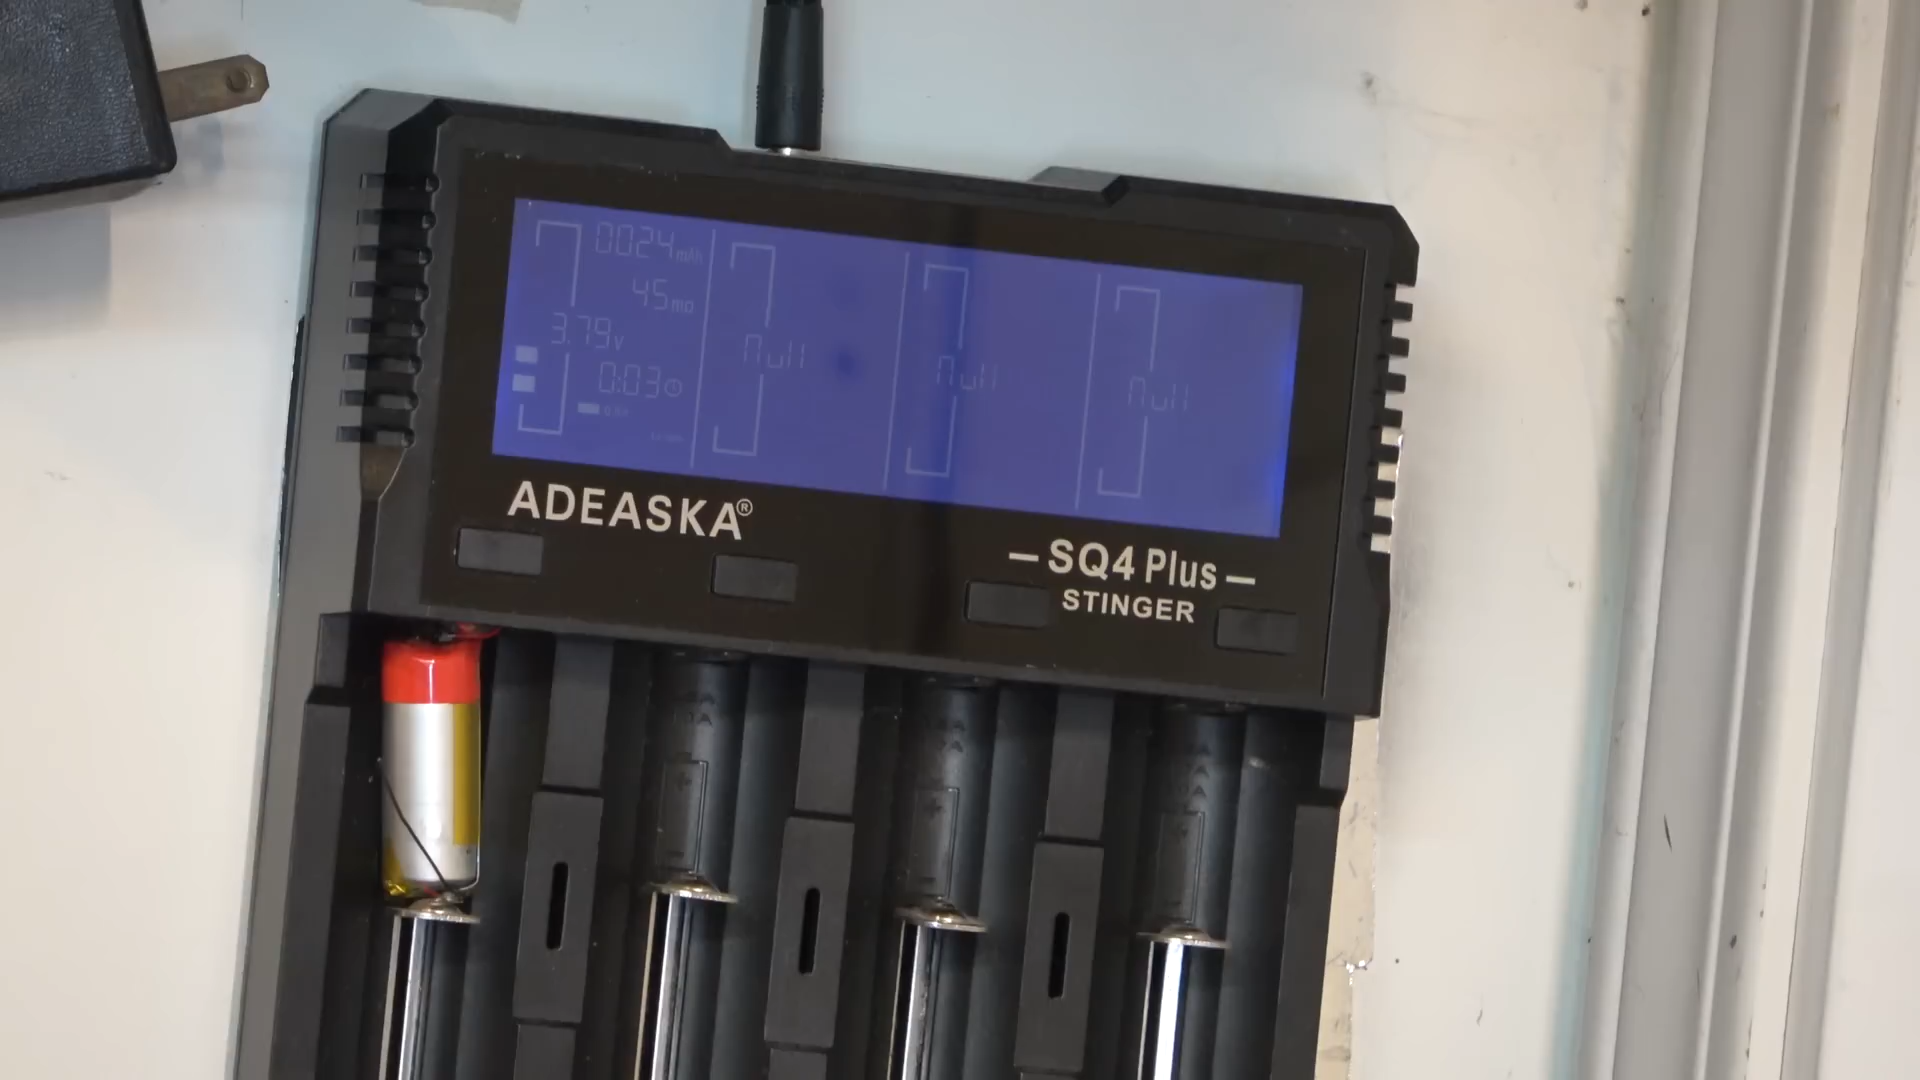 0024mAh
45mΩ
3.79v
0:03
Null
Null
Null
ADEASKA®
—SQ4 Plus—
STINGER